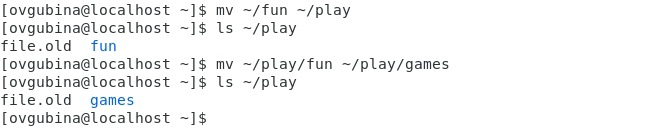 [ovgubina@localhost ~]$ mv ~/fun ~/play
[ovgubina@localhost ~]$ ls ~/play
file.old  fun
[ovgubina@localhost ~]$ mv ~/play/fun ~/play/games
[ovgubina@localhost ~]$ ls ~/play
file.old  games
[ovgubina@localhost ~]$